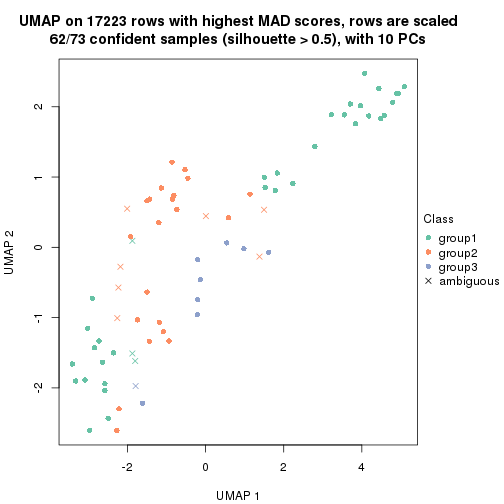 UMAP on 17223 rows with highest MAD scores, rows are scaled
62/73 confident samples (silhouette > 0.5), with 10 PCs
2
1
0
-1
-2
UMAP 2
-2
0
2
4
UMAP 1
Class
group1
group2
group3
ambiguous